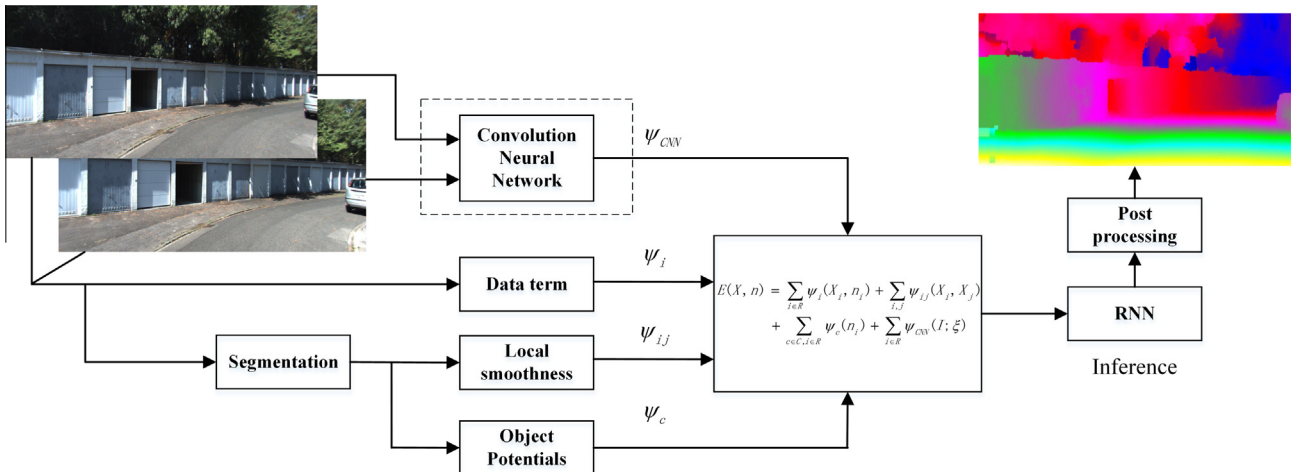 Convolution
Neural
Network
ψ_CNN
Data term
ψ_i
Segmentation
Local
smoothness
ψ_ij
Object
Potentials
ψ_c
E(X, n) = ∑_{i∈R} ψ_i(X_i, n_i) + ∑_{i,j} ψ_ij(X_i, X_j)
+ ∑_{c∈C, i∈R} ψ_c(n_i) + ∑_{i∈R} ψ_CNN(I; ξ)
Post
processing
RNN
Inference